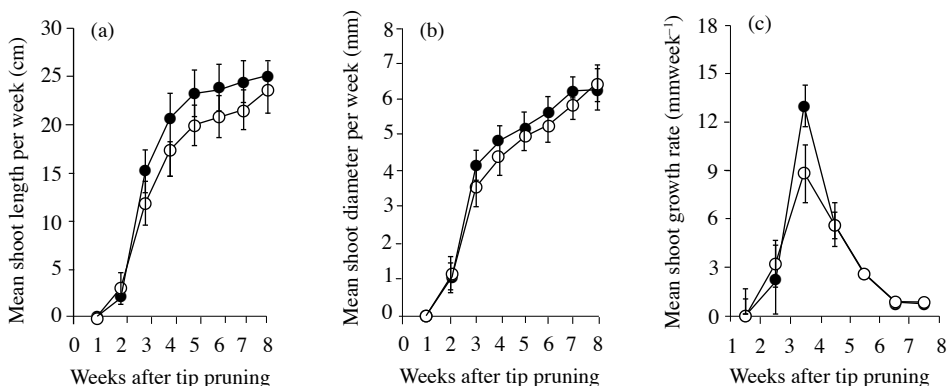 (a)
Mean shoot length per week (cm)
30
25
20
15
10
5
0
0 1 2 3 4 5 6 7 8
Weeks after tip pruning
(b)
Mean shoot diameter per week (mm)
8
7
6
5
4
3
2
1
0
0 1 2 3 4 5 6 7 8
Weeks after tip pruning
(c)
Mean shoot growth rate (mmweek⁻¹)
18
15
12
9
6
3
0
1 2 3 4 5 6 7 8
Weeks after tip pruning